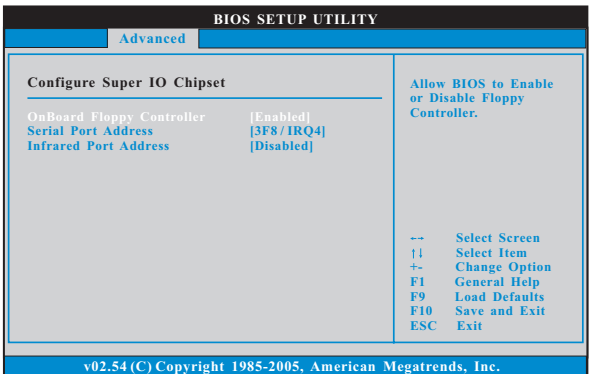 BIOS SETUP UTILITY
Advanced
Configure Super IO Chipset
OnBoard Floppy Controller [Enabled]
Serial Port Address [3F8 / IRQ4]
Infrared Port Address [Disabled]
Allow BIOS to Enable
or Disable Floppy
Controller.
←→ Select Screen
↑↓ Select Item
+- Change Option
F1 General Help
F9 Load Defaults
F10 Save and Exit
ESC Exit
v02.54 (C) Copyright 1985-2005, American Megatrends, Inc.